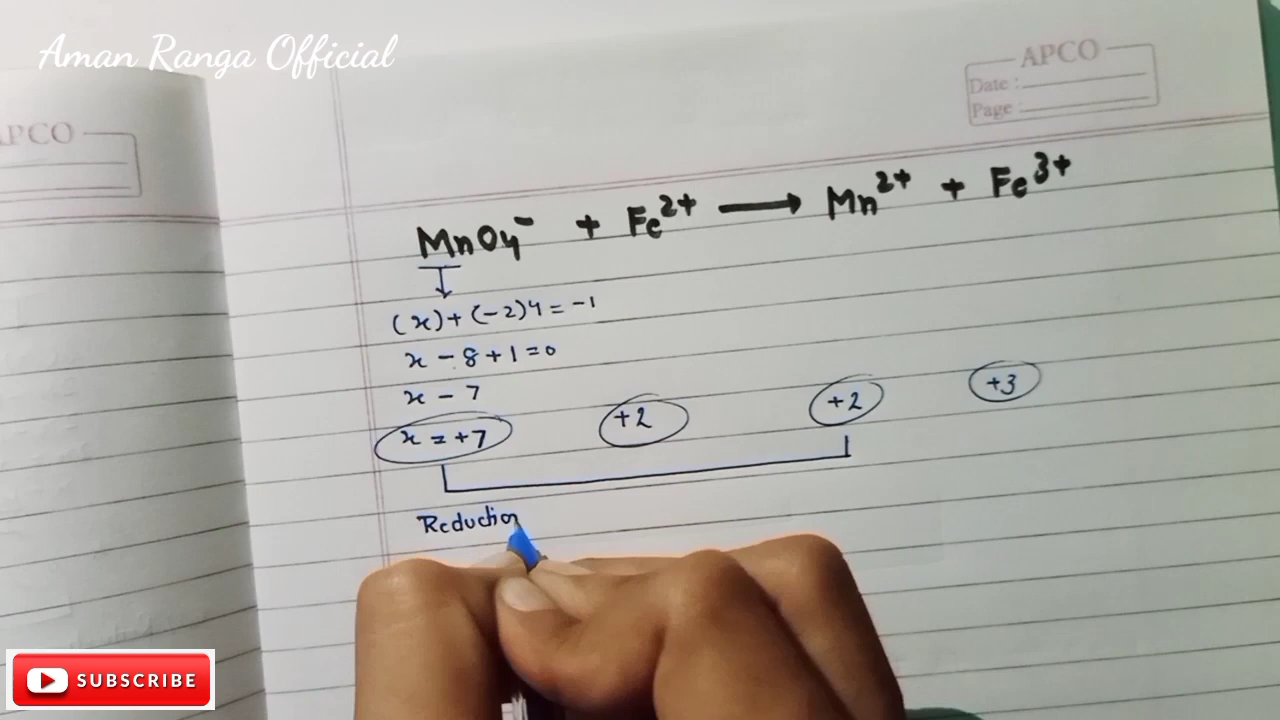 Aman Ranga Official
APCO
Date :
Page :
APCO
MnO4⁻ + Fe²⁺ ⟶ Mn²⁺ + Fe³⁺
(x) + (-2)4 = -1
x - 8 + 1 = 0
x - 7
x = +7 +2 +2 +3
Reduction
SUBSCRIBE